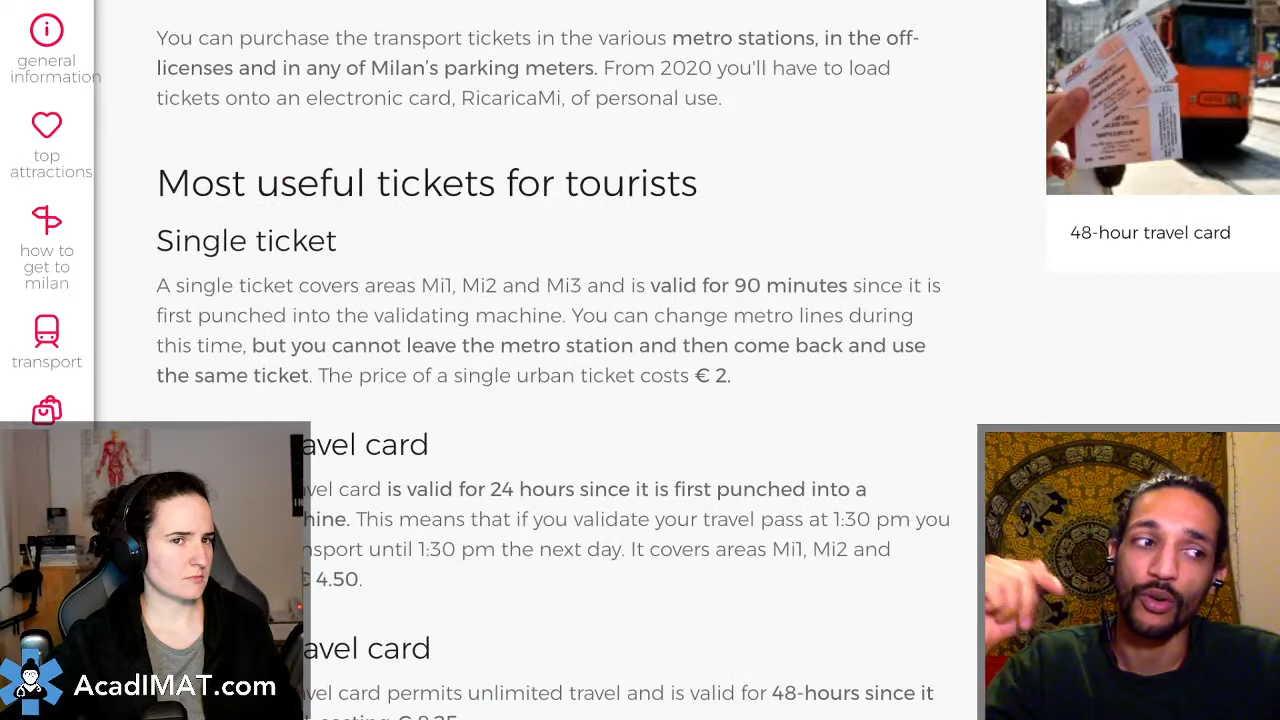 general
information
top
attractions
how to
get to
milan
transport
You can purchase the transport tickets in the various metro stations, in the off-
licenses and in any of Milan’s parking meters. From 2020 you'll have to load
tickets onto an electronic card, RicaricaMi, of personal use.
Most useful tickets for tourists
Single ticket
A single ticket covers areas Mi1, Mi2 and Mi3 and is valid for 90 minutes since it is
first punched into the validating machine. You can change metro lines during
this time, but you cannot leave the metro station and then come back and use
the same ticket. The price of a single urban ticket costs € 2.
avel card
vel card is valid for 24 hours since it is first punched into a
hine. This means that if you validate your travel pass at 1:30 pm you
nsport until 1:30 pm the next day. It covers areas Mi1, Mi2 and
€ 4.50.
avel card
vel card permits unlimited travel and is valid for 48-hours since it
48-hour travel card
AcadIMAT.com